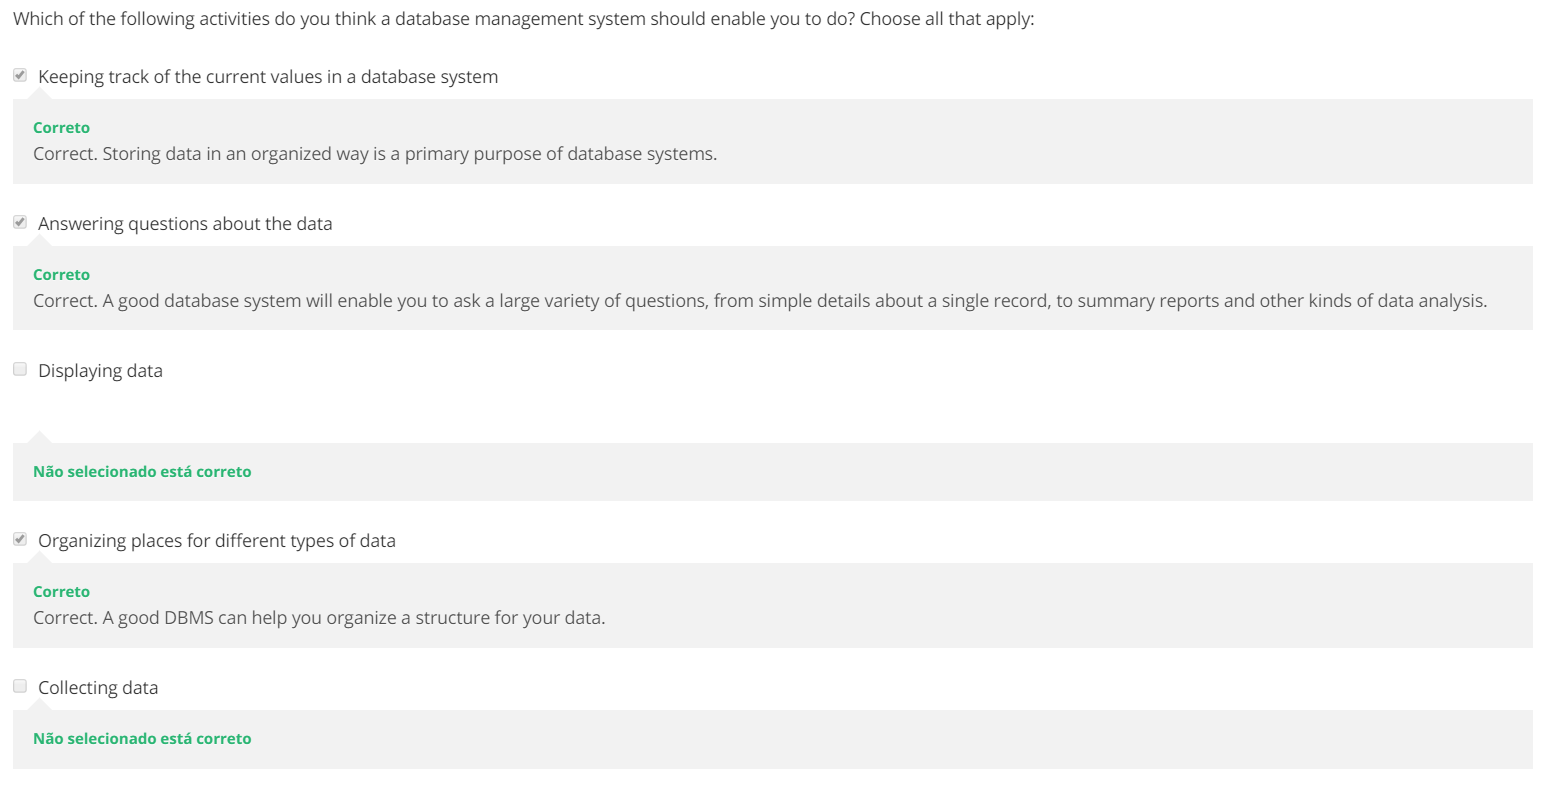 Which of the following activities do you think a database management system should enable you to do? Choose all that apply:
Keeping track of the current values in a database system
Correto
Correct. Storing data in an organized way is a primary purpose of database systems.
Answering questions about the data
Correto
Correct. A good database system will enable you to ask a large variety of questions, from simple details about a single record, to summary reports and other kinds of data analysis.
Displaying data
Não selecionado está correto
Organizing places for different types of data
Correto
Correct. A good DBMS can help you organize a structure for your data.
Collecting data
Não selecionado está correto